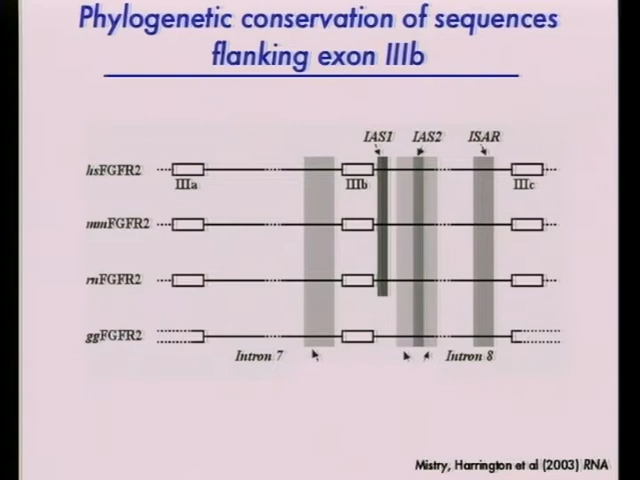 Phylogenetic conservation of sequences
flanking exon IIIb
IAS1 IAS2 ISAR
hsFGFR2
IIIa IIIb IIIc
mmFGFR2
rnFGFR2
ggFGFR2
Intron 7 Intron 8
Mistry, Harrington et al (2003) RNA